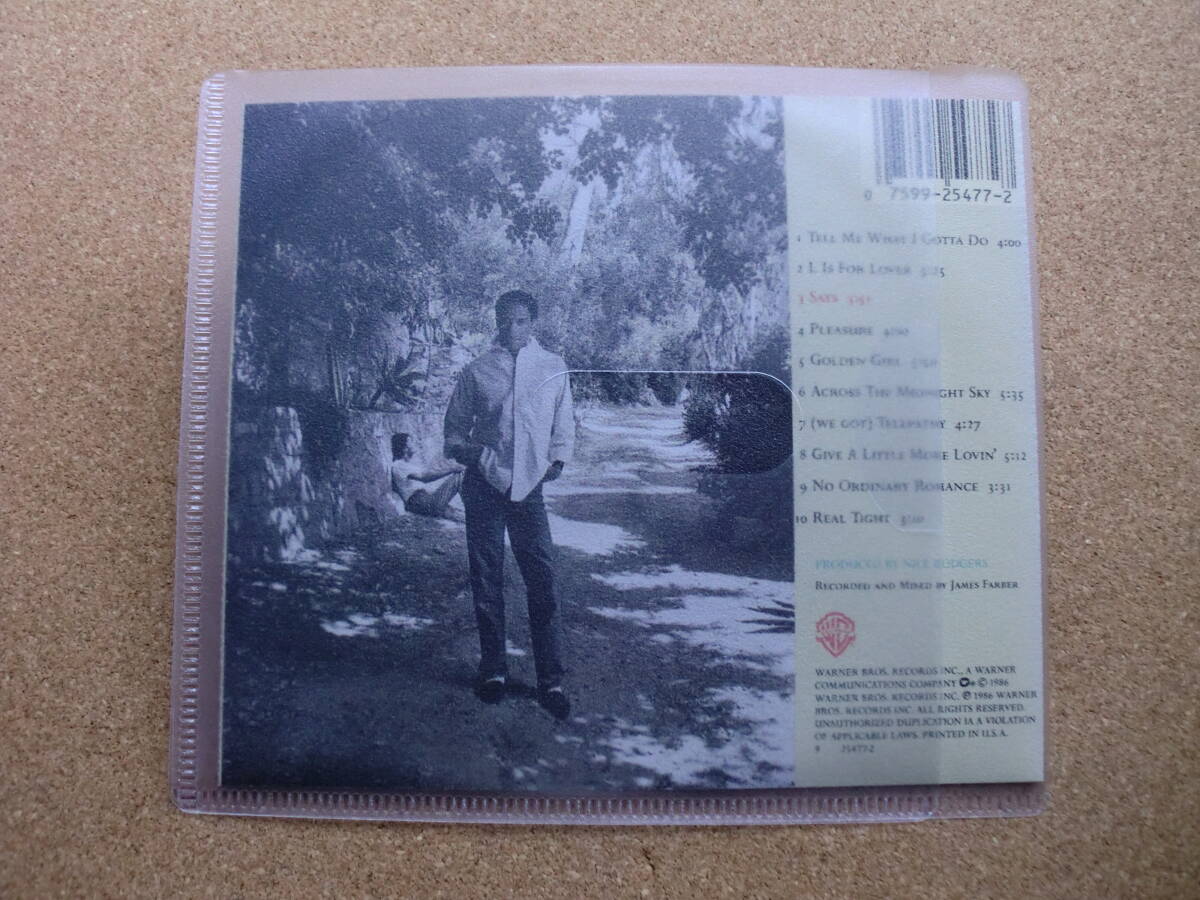 0 7599-25477-2
1 TELL ME WHAT I GOTTA DO 4:00
2 L IS FOR LOVER
3 SAYS
4 PLEASURE
5 GOLDEN GIRL
6 ACROSS THE MIDNIGHT SKY 5:35
7 (WE GOT) TELEPATHY 4:27
8 GIVE A LITTLE MORE LOVIN' 5:12
9 NO ORDINARY ROMANCE 3:31
10 REAL TIGHT
PRODUCED BY NILE RODGERS
RECORDED AND MIXED BY JAMES FARBER
WARNER BROS. RECORDS INC., A WARNER
COMMUNICATIONS COMPANY © 1986
WARNER BROS. RECORDS INC. ℗ 1986 WARNER
BROS. RECORDS INC. ALL RIGHTS RESERVED.
UNAUTHORIZED DUPLICATION IS A VIOLATION
OF APPLICABLE LAWS. PRINTED IN U.S.A.
9 25477-2